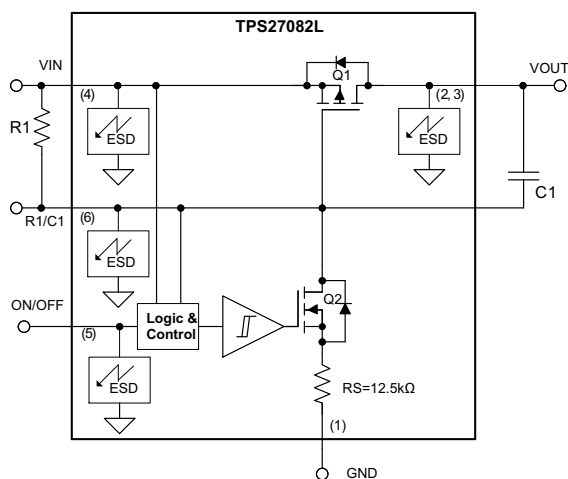 TPS27082L
VIN
Q1
VOUT
(4)
(2, 3)
R1
ESD
ESD
C1
R1/C1
(6)
ESD
ON/OFF
Q2
Logic &
Control
(5)
ESD
RS=12.5kΩ
(1)
GND